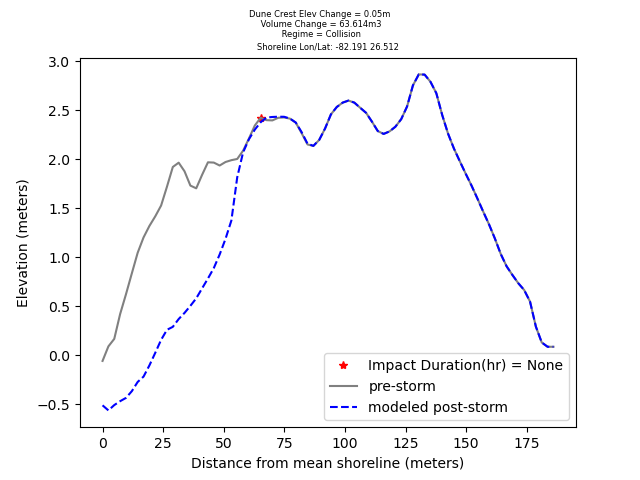 Dune Crest Elev Change = 0.05m
Volume Change = 63.614m3
Regime = Collision
Shoreline Lon/Lat: -82.191 26.512
3.0
2.5
2.0
1.5
1.0
0.5
0.0
−0.5
Elevation (meters)
Impact Duration(hr) = None
pre-storm
modeled post-storm
0 25 50 75 100 125 150 175
Distance from mean shoreline (meters)